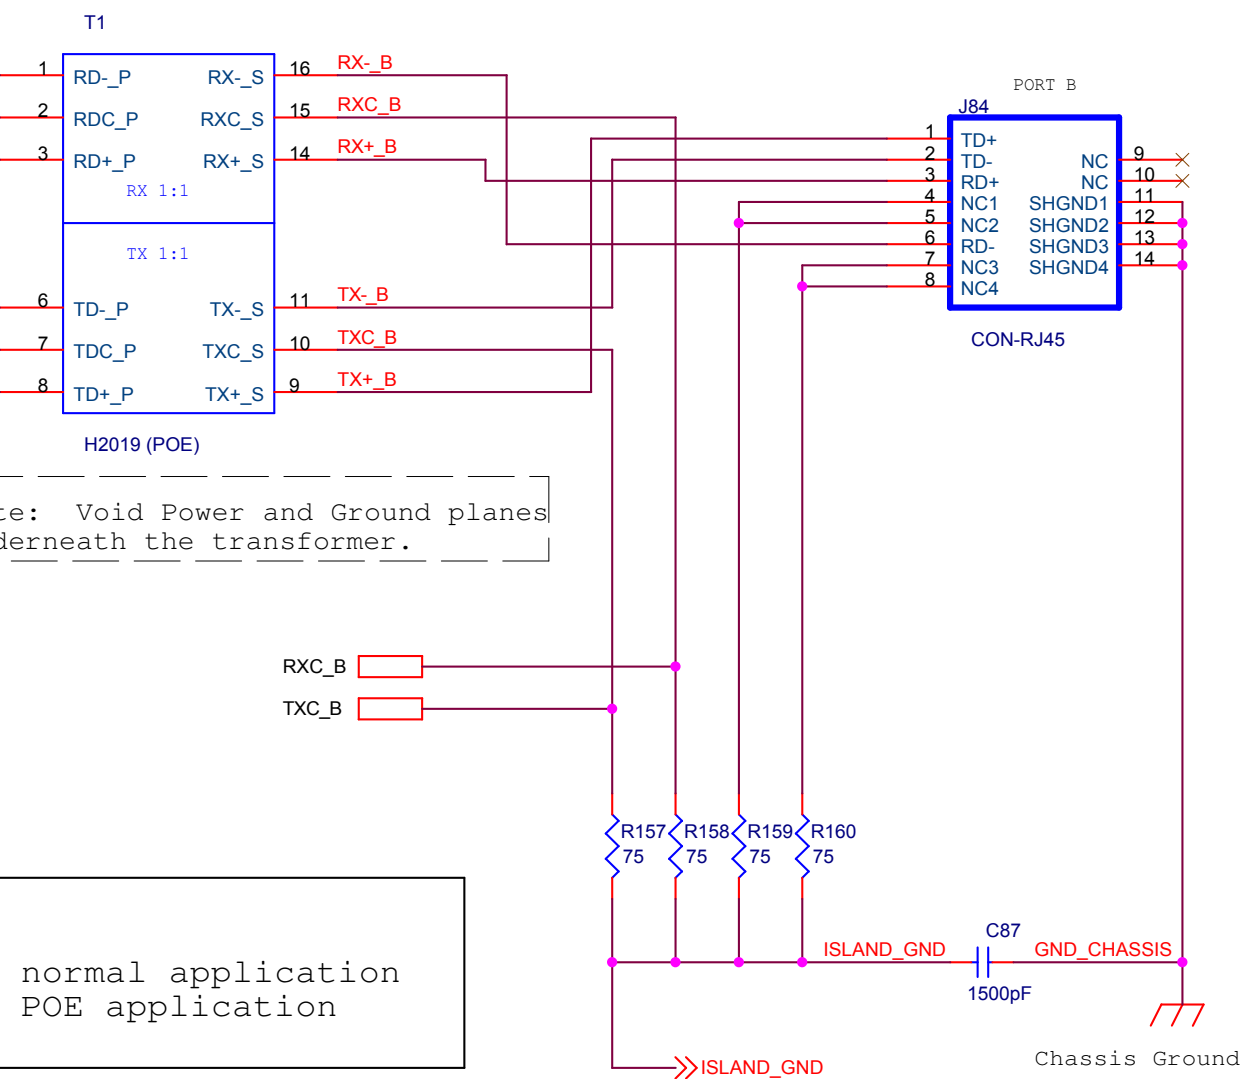 T1
PORT B
J84
1 RD-_P RX-_S 16 RX-_B
2 RDC_P RXC_S 15 RXC_B
3 RD+_P RX+_S 14 RX+_B
RX 1:1
TX 1:1
6 TD-_P TX-_S 11 TX-_B
7 TDC_P TXC_S 10 TXC_B
8 TD+_P TX+_S 9 TX+_B
H2019 (POE)
1 TD+
2 TD- NC 9
3 RD+ NC 10
4 NC1 SHGND1 11
5 NC2 SHGND2 12
6 RD- SHGND3 13
7 NC3 SHGND4 14
8 NC4
CON-RJ45
te: Void Power and Ground planes
derneath the transformer.
RXC_B
TXC_B
R157 R158 R159 R160
75 75 75 75
C87
ISLAND_GND GND_CHASSIS
1500pF
normal application
POE application
ISLAND_GND
Chassis Ground